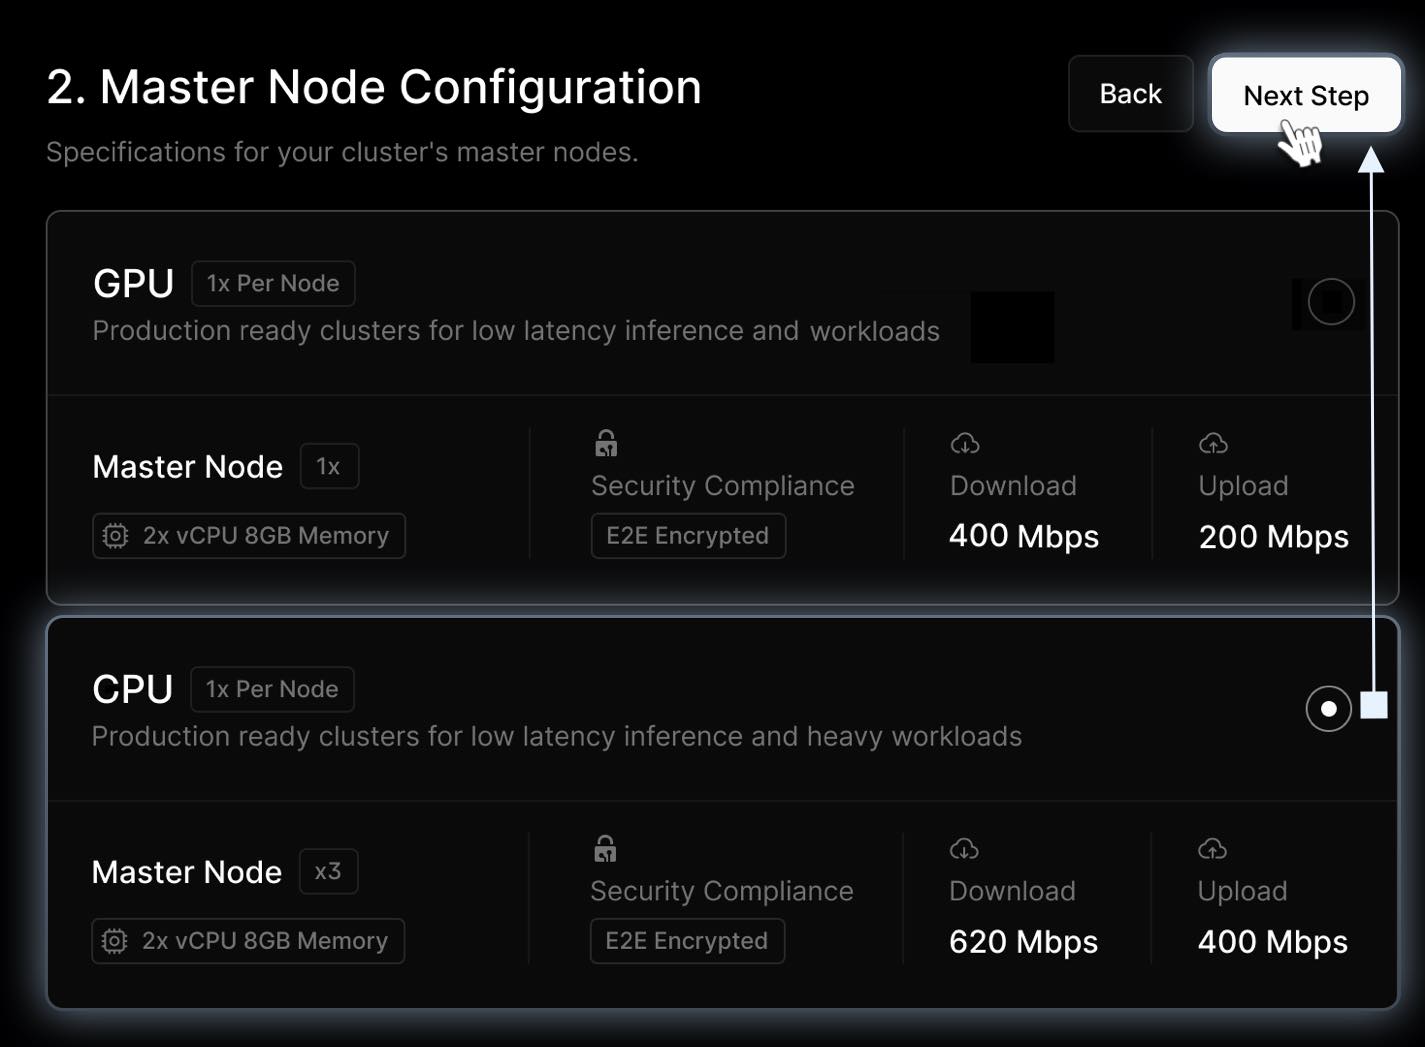 2. Master Node Configuration
Back
Next Step
Specifications for your cluster's master nodes.
GPU
1x Per Node
Production ready clusters for low latency inference and workloads
Master Node
1x
2x vCPU 8GB Memory
Security Compliance
E2E Encrypted
Download
400 Mbps
Upload
200 Mbps
CPU
1x Per Node
Production ready clusters for low latency inference and heavy workloads
Master Node
x3
2x vCPU 8GB Memory
Security Compliance
E2E Encrypted
Download
620 Mbps
Upload
400 Mbps